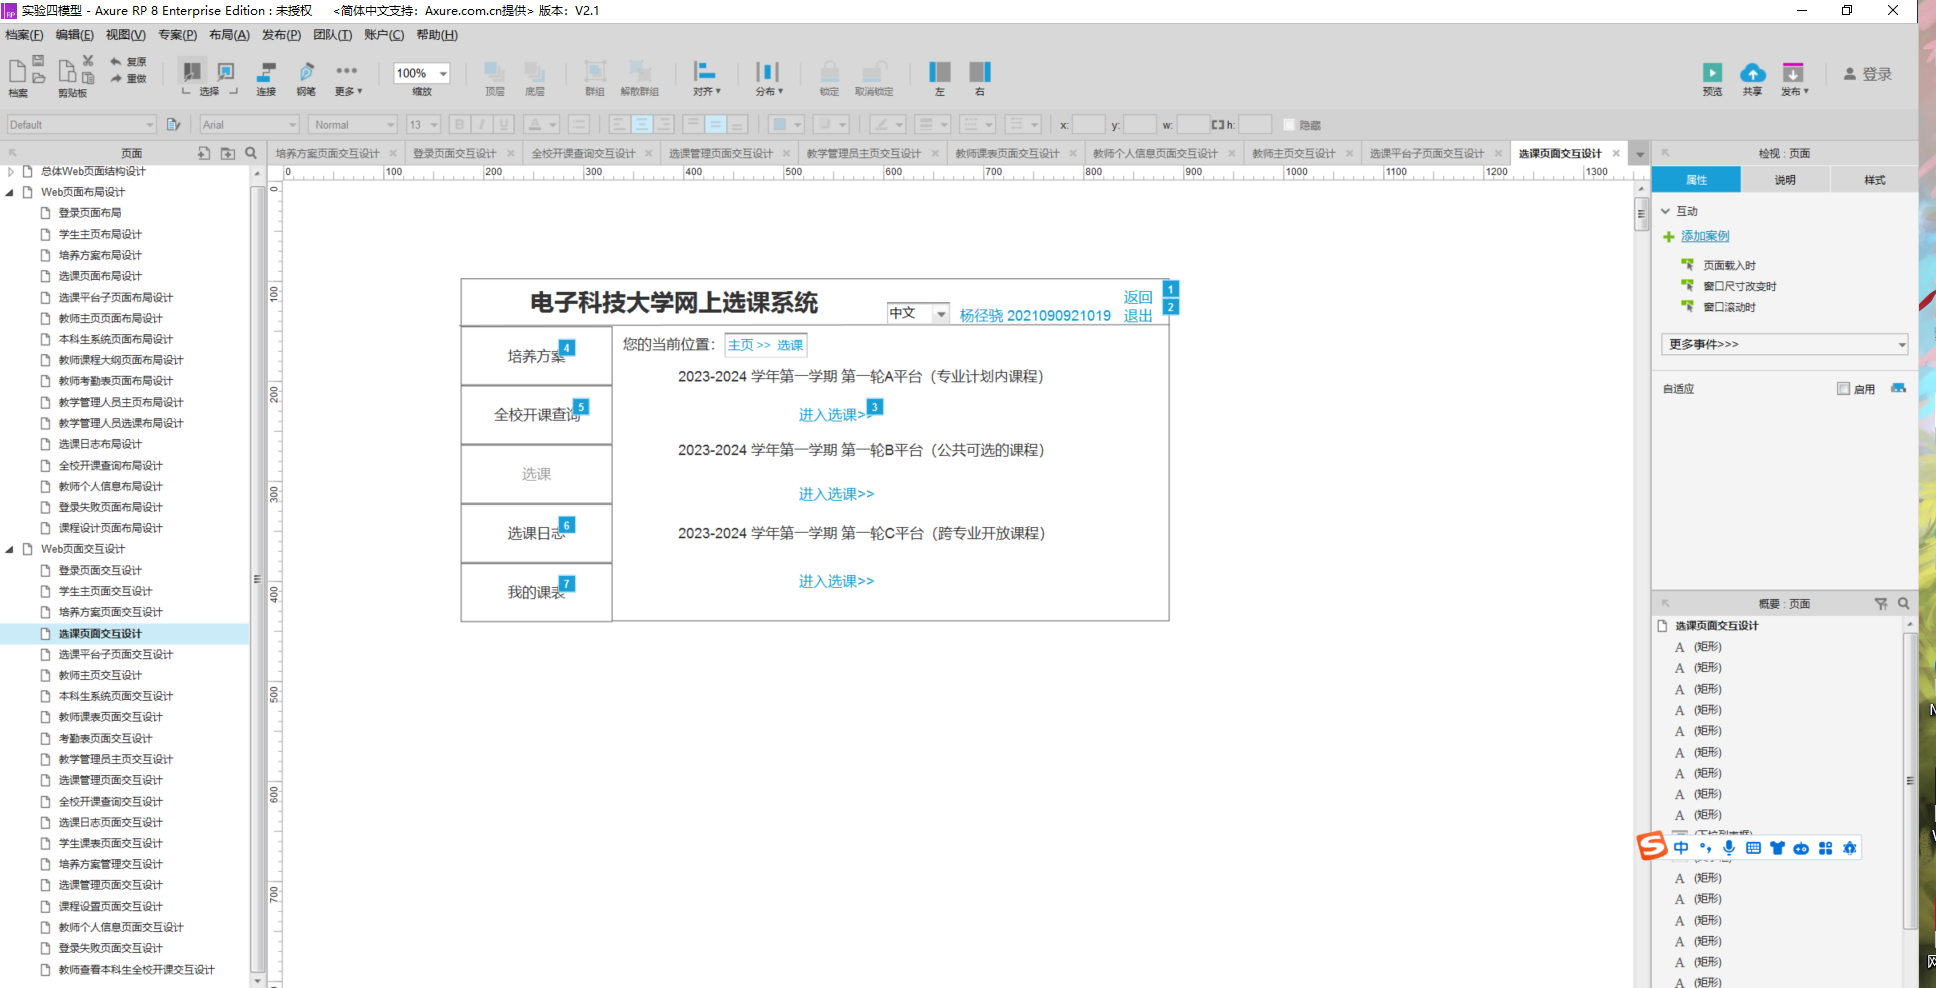 实验四模型 - Axure RP 8 Enterprise Edition : 未授权 <简体中文支持: Axure.com.cn提供> 版本: V2.1
档案(F) 编辑(E) 视图(V) 专案(P) 布局(A) 发布(P) 团队(T) 账户(C) 帮助(H)
复原
重做
档案 剪贴板 选择 连接 钢笔 更多 100% 缩放 顶层 底层 群组 解散群组 对齐 分布 锁定 取消锁定 左 右 预览 共享 发布 登录
Default Arial Normal 13 B I U A x: y: w: h: 隐藏
页面
培养方案页面交互设计 登录页面交互设计 全校开课查询交互设计 选课管理页面交互设计 教学管理员主页交互设计 教师课表页面交互设计 教师个人信息页面交互设计 教师主页交互设计 选课平台子页面交互设计 选课页面交互设计
检视 : 页面
0 100 200 300 400 500 600 700 800 900 1000 1100 1200 1300
0
100
200
300
400
500
600
700
总体Web页面结构设计
Web页面布局设计
登录页面布局
学生主页布局设计
培养方案布局设计
选课页面布局设计
选课平台子页面布局设计
教师主页页面布局设计
本科生系统页面布局设计
教师课程大纲页面布局设计
教师考勤表页面布局设计
教学管理人员主页布局设计
教学管理人员选课布局设计
选课日志布局设计
全校开课查询布局设计
教师个人信息布局设计
登录失败页面布局设计
课程设计页面布局设计
Web页面交互设计
登录页面交互设计
学生主页页面交互设计
培养方案页面交互设计
选课页面交互设计
选课平台子页面交互设计
教师主页交互设计
本科生系统页面交互设计
教师课表页面交互设计
考勤表页面交互设计
教学管理员主页交互设计
选课管理页面交互设计
全校开课查询交互设计
选课日志页面交互设计
学生课表页面交互设计
培养方案管理交互设计
选课管理页面交互设计
课程设置页面交互设计
教师个人信息页面交互设计
登录失败页面交互设计
教师查看本科生全校开课交互设计
电子科技大学网上选课系统
中文
杨径骁 2021090921019
返回 1
退出 2
培养方案 4
全校开课查询 5
选课
选课日志 6
我的课表 7
您的当前位置: 主页 >> 选课
2023-2024 学年第一学期 第一轮A平台（专业计划内课程）
进入选课>> 3
2023-2024 学年第一学期 第一轮B平台（公共可选的课程）
进入选课>>
2023-2024 学年第一学期 第一轮C平台（跨专业开放课程）
进入选课>>
属性 说明 样式
互动
添加案例
页面载入时
窗口尺寸改变时
窗口滚动时
更多事件>>>
自适应 启用
概要 : 页面
选课页面交互设计
A (矩形)
A (矩形)
A (矩形)
A (矩形)
A (矩形)
A (矩形)
A (矩形)
A (矩形)
A (矩形)
S 中
A (矩形)
A (矩形)
A (矩形)
A (矩形)
A (矩形)
A (矩形)